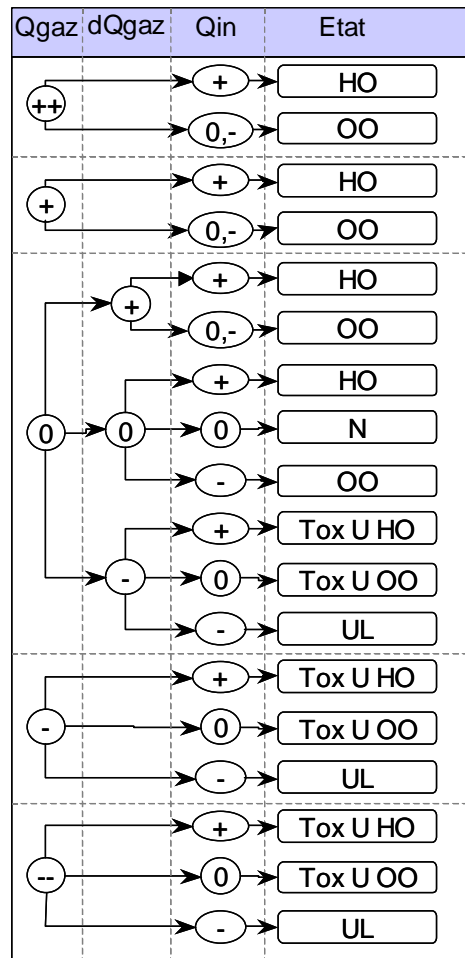 Qgaz dQgaz Qin Etat
+ HO
++
0,- OO
+ HO
+
0,- OO
+ HO
+
0,- OO
+ HO
0 0 0 N
- OO
+ Tox U HO
- 0 Tox U OO
- UL
+ Tox U HO
- 0 Tox U OO
- UL
+ Tox U HO
-- 0 Tox U OO
- UL